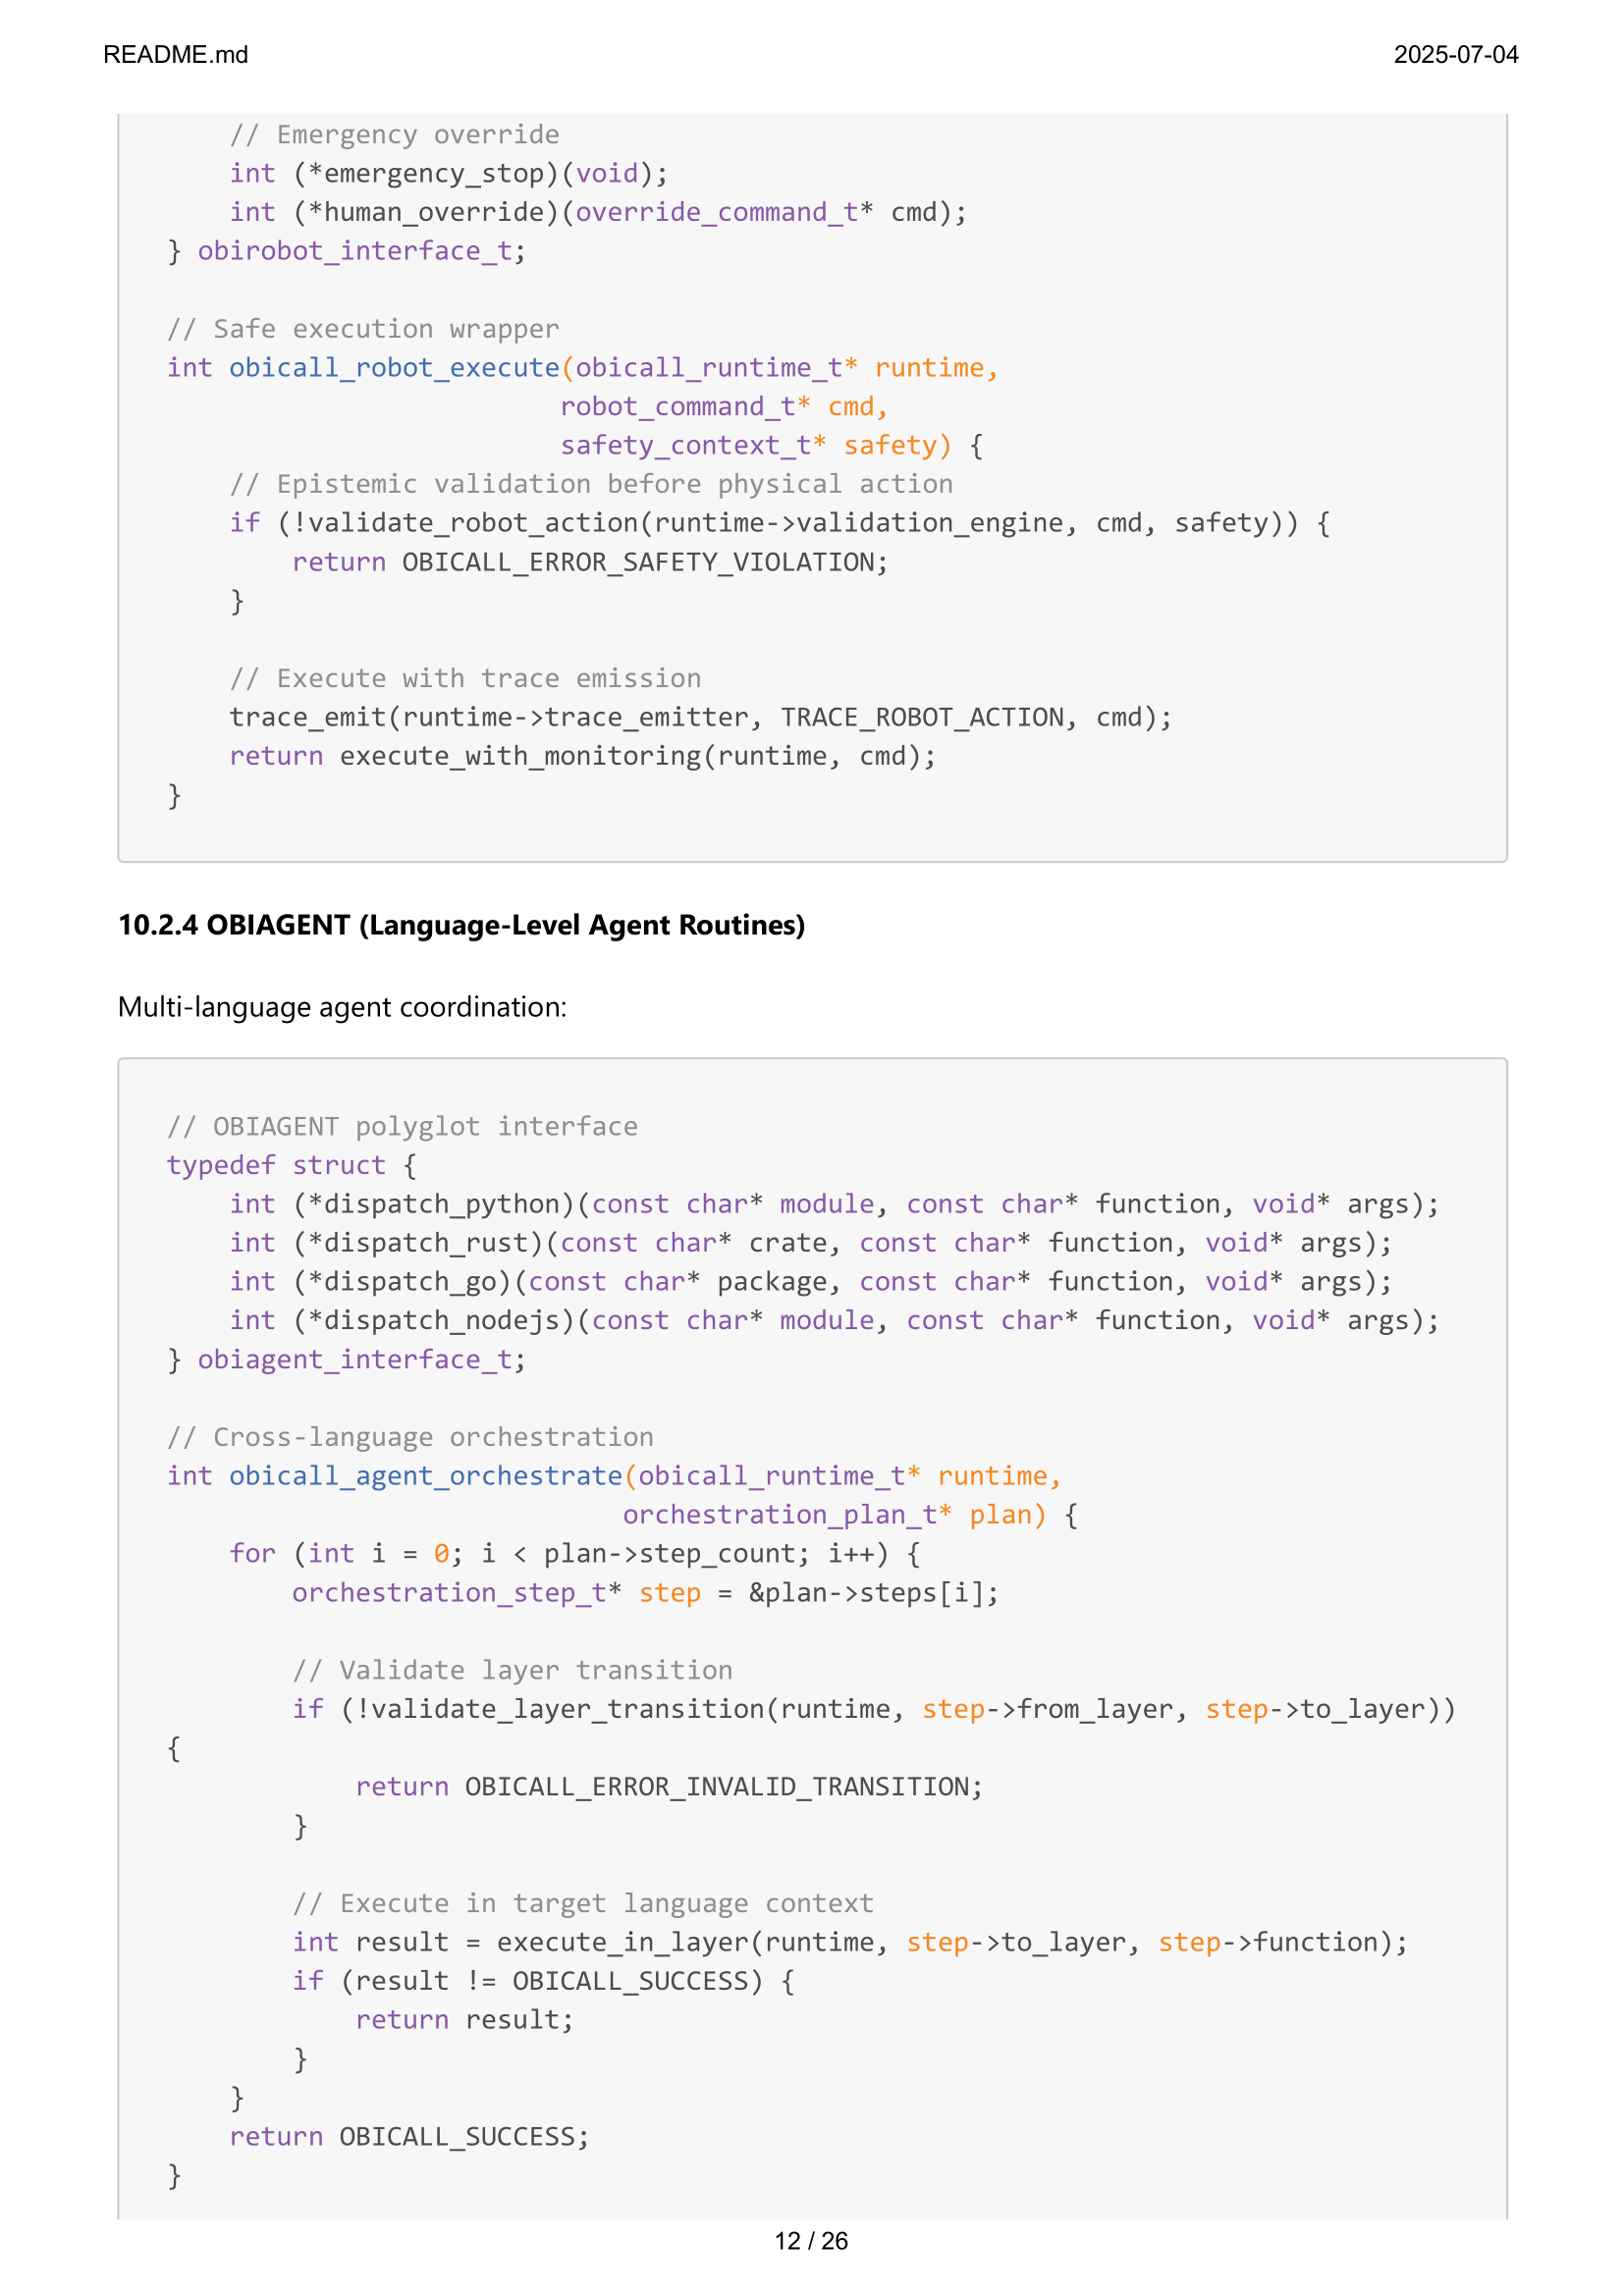 README.md
2025-07-04
    // Emergency override
    int (*emergency_stop)(void);
    int (*human_override)(override_command_t* cmd);
} obirobot_interface_t;

// Safe execution wrapper
int obicall_robot_execute(obicall_runtime_t* runtime,
                         robot_command_t* cmd,
                         safety_context_t* safety) {
    // Epistemic validation before physical action
    if (!validate_robot_action(runtime->validation_engine, cmd, safety)) {
        return OBICALL_ERROR_SAFETY_VIOLATION;
    }

    // Execute with trace emission
    trace_emit(runtime->trace_emitter, TRACE_ROBOT_ACTION, cmd);
    return execute_with_monitoring(runtime, cmd);
}

10.2.4 OBIAGENT (Language-Level Agent Routines)
Multi-language agent coordination:

// OBIAGENT polyglot interface
typedef struct {
    int (*dispatch_python)(const char* module, const char* function, void* args);
    int (*dispatch_rust)(const char* crate, const char* function, void* args);
    int (*dispatch_go)(const char* package, const char* function, void* args);
    int (*dispatch_nodejs)(const char* module, const char* function, void* args);
} obiagent_interface_t;

// Cross-language orchestration
int obicall_agent_orchestrate(obicall_runtime_t* runtime,
                             orchestration_plan_t* plan) {
    for (int i = 0; i < plan->step_count; i++) {
        orchestration_step_t* step = &plan->steps[i];

        // Validate layer transition
        if (!validate_layer_transition(runtime, step->from_layer, step->to_layer))
{
            return OBICALL_ERROR_INVALID_TRANSITION;
        }

        // Execute in target language context
        int result = execute_in_layer(runtime, step->to_layer, step->function);
        if (result != OBICALL_SUCCESS) {
            return result;
        }
    }
    return OBICALL_SUCCESS;
}
12 / 26